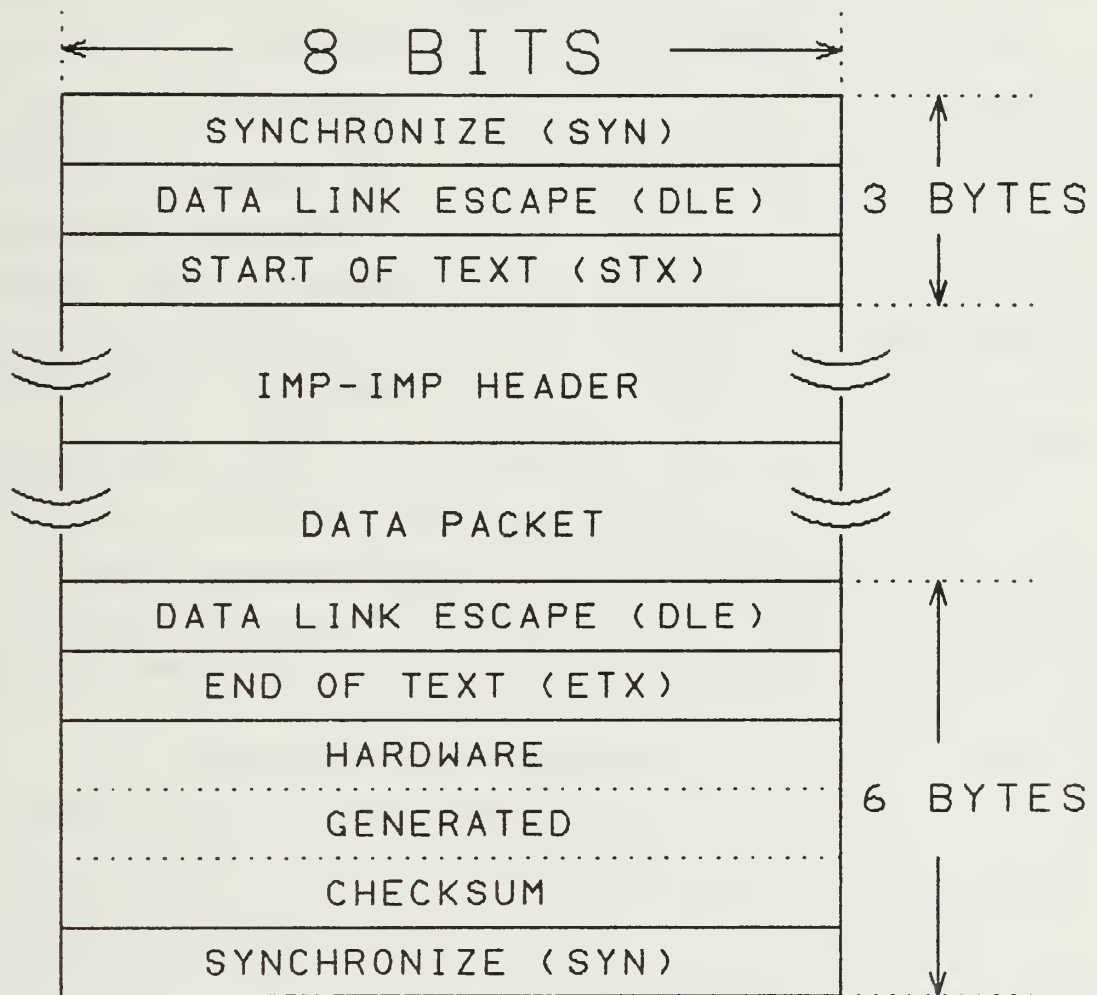 8 BITS
SYNCHRONIZE (SYN)
DATA LINK ESCAPE (DLE)
3 BYTES
START OF TEXT (STX)
IMP-IMP HEADER
DATA PACKET
DATA LINK ESCAPE (DLE)
END OF TEXT (ETX)
HARDWARE
6 BYTES
GENERATED
CHECKSUM
SYNCHRONIZE (SYN)